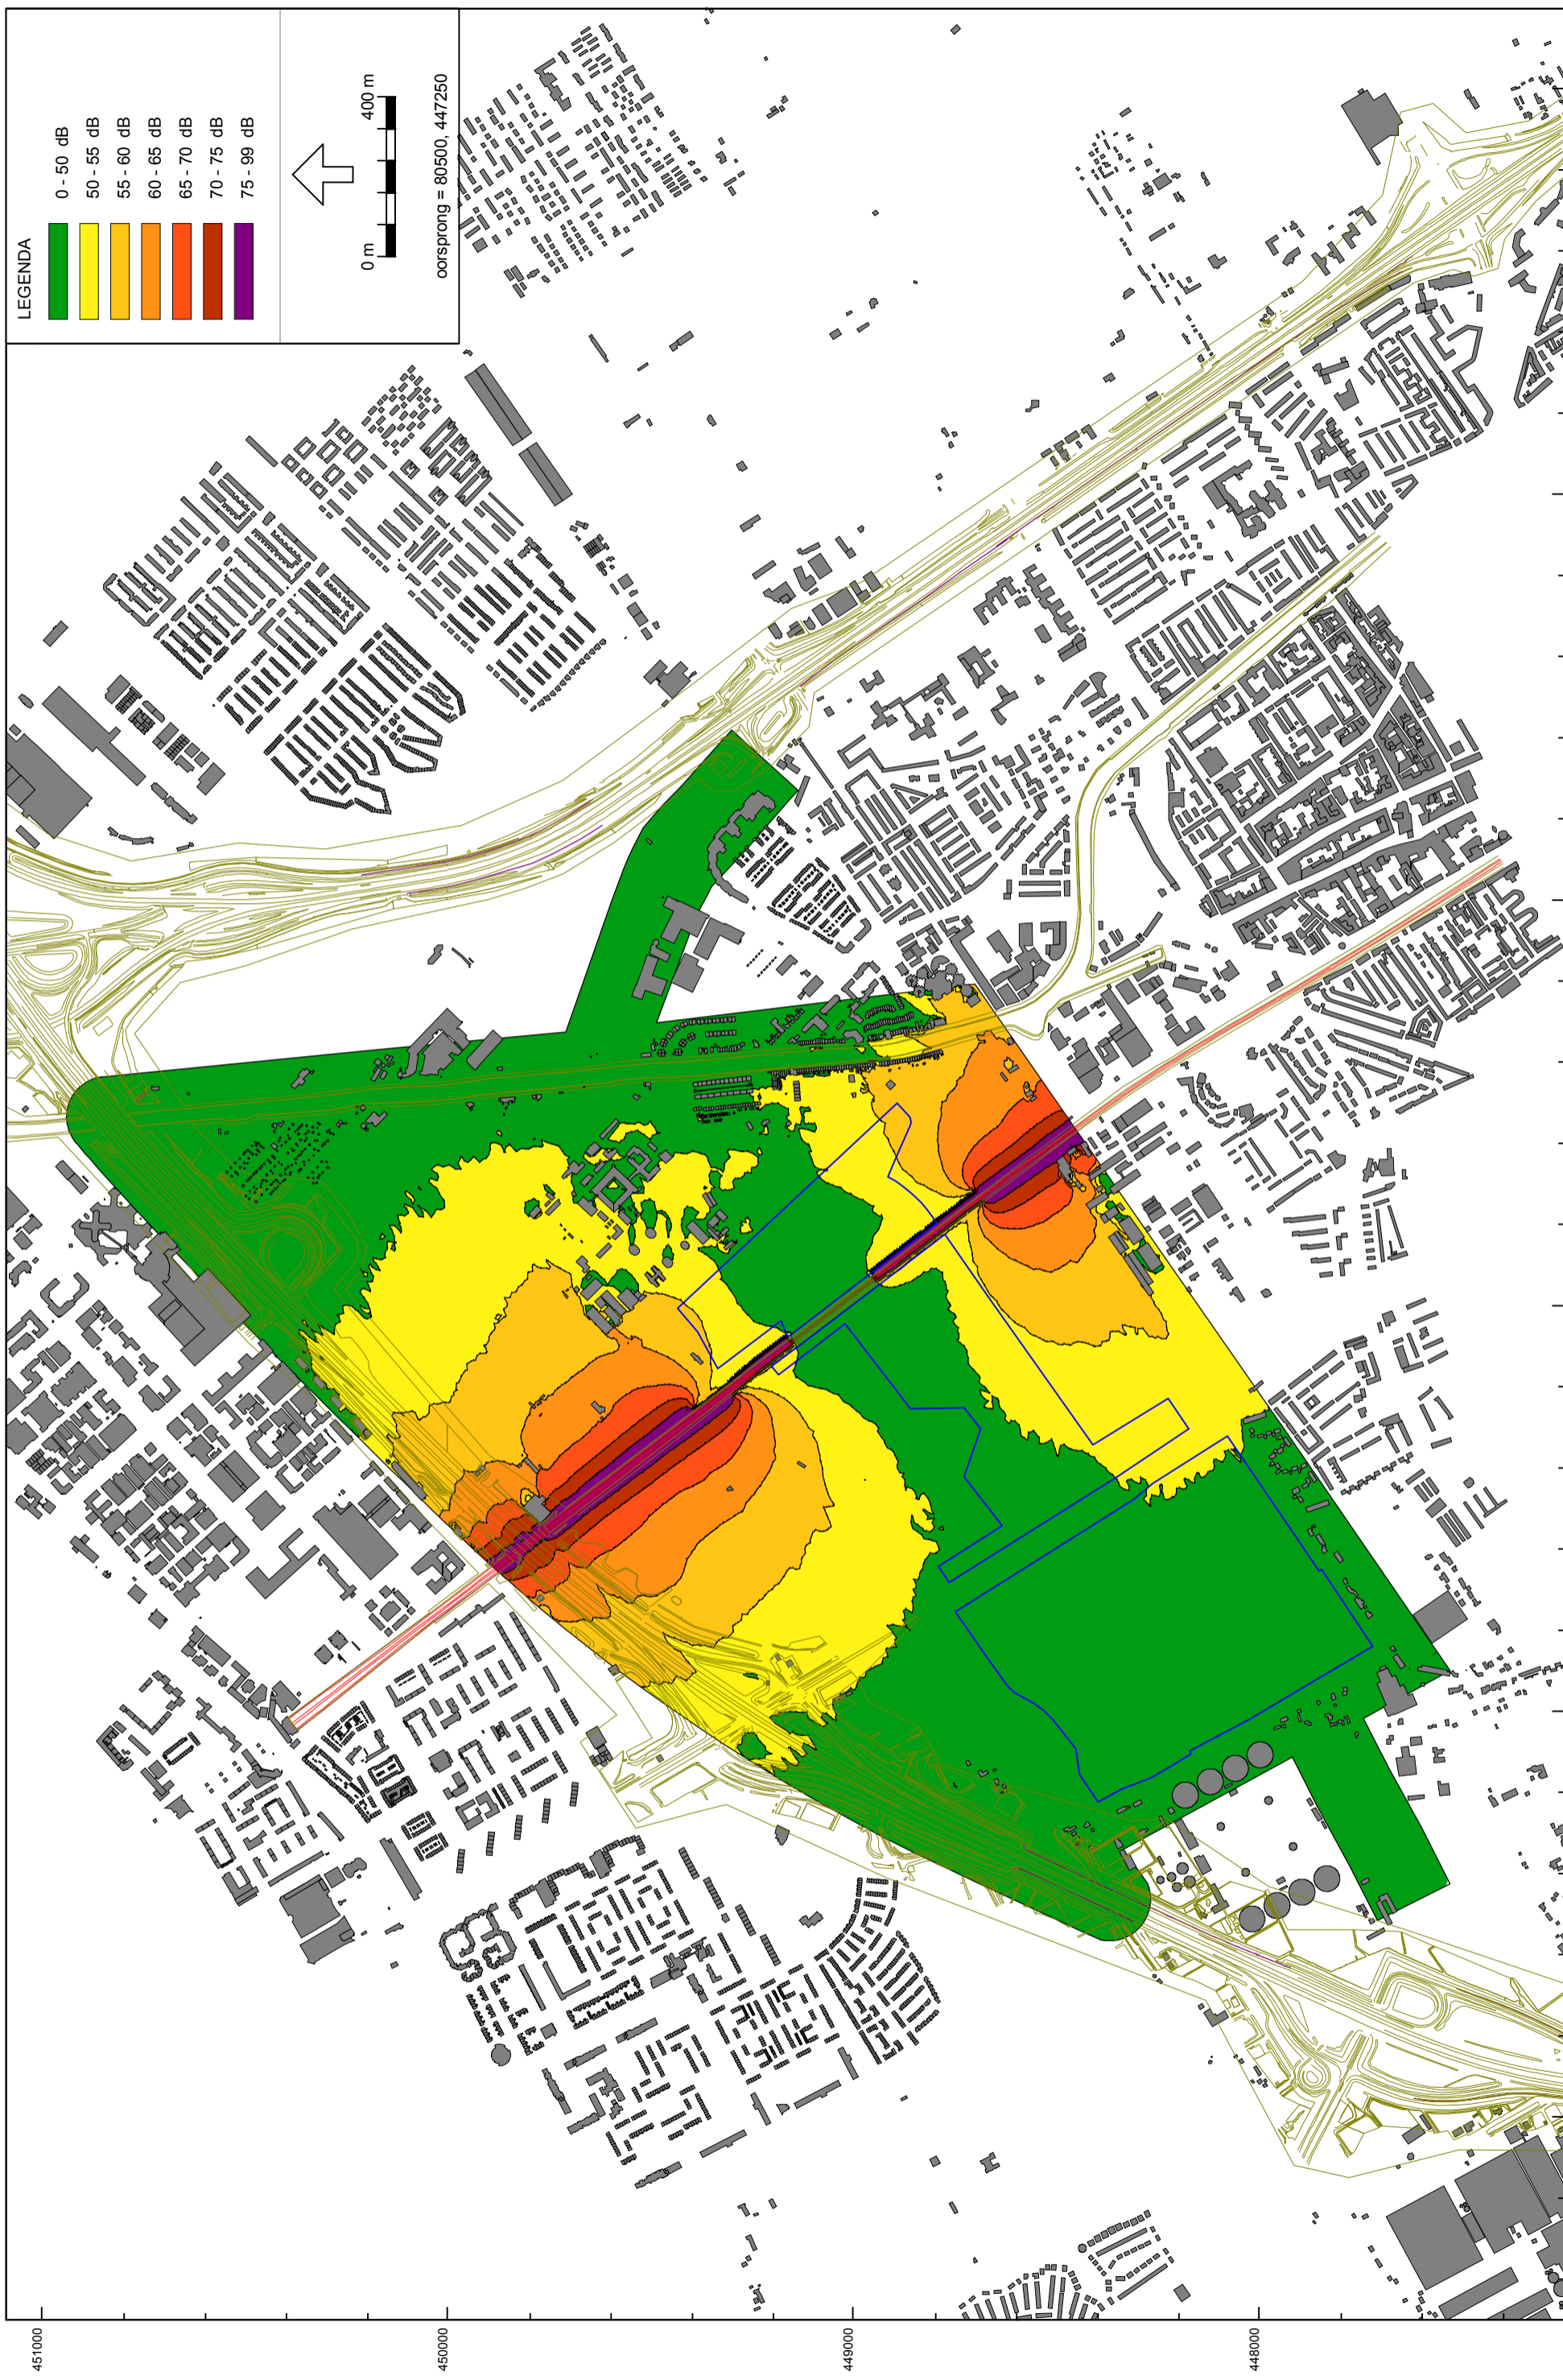 LEGENDA
0 - 50 dB
50 - 55 dB
55 - 60 dB
60 - 65 dB
65 - 70 dB
70 - 75 dB
75 - 99 dB
0 m 400 m
oorsprong = 80500, 447250
451000
450000
449000
448000